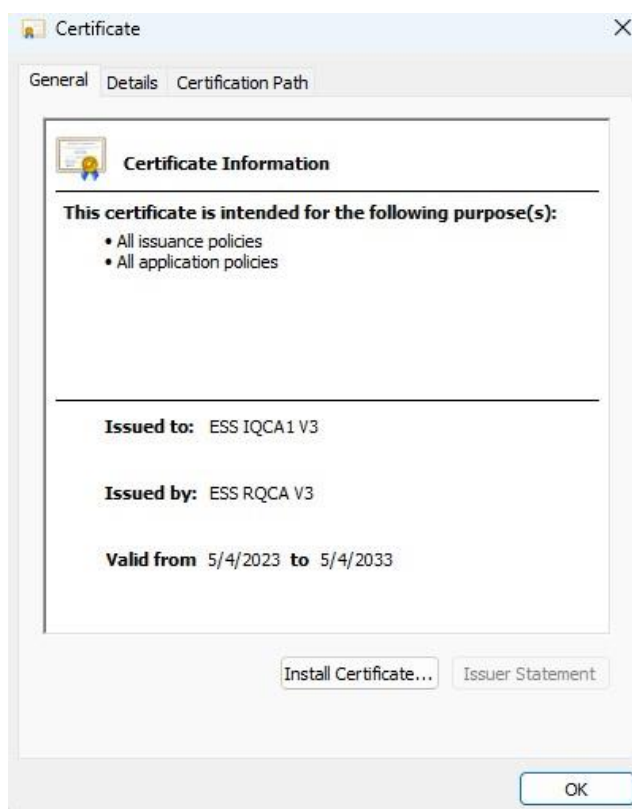 Certificate
General Details Certification Path
Certificate Information
This certificate is intended for the following purpose(s):
• All issuance policies
• All application policies
Issued to: ESS IQCA1 V3
Issued by: ESS RQCA V3
Valid from 5/4/2023 to 5/4/2033
Install Certificate... Issuer Statement
OK